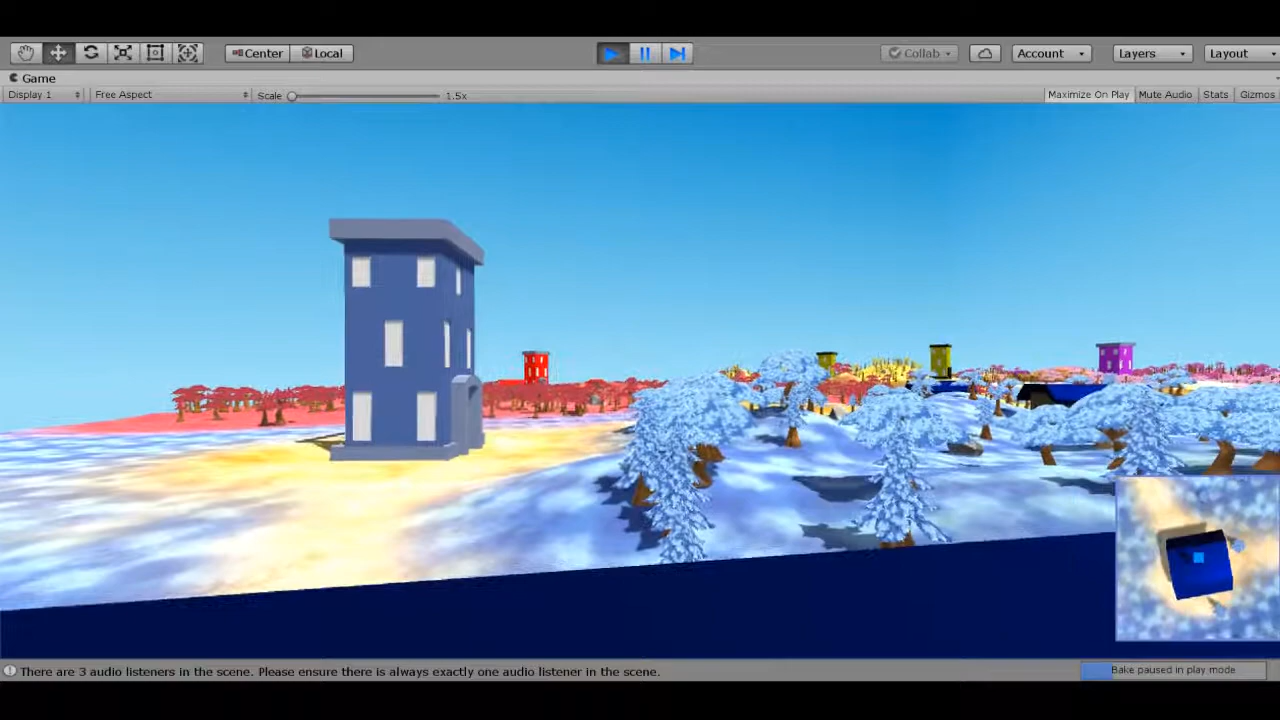 Center Local Collab Account Layers Layout
Game
Display 1 Free Aspect Scale 1.5x Maximize On Play Mute Audio Stats Gizmos
There are 3 audio listeners in the scene. Please ensure there is always exactly one audio listener in the scene.
Bake paused in play mode